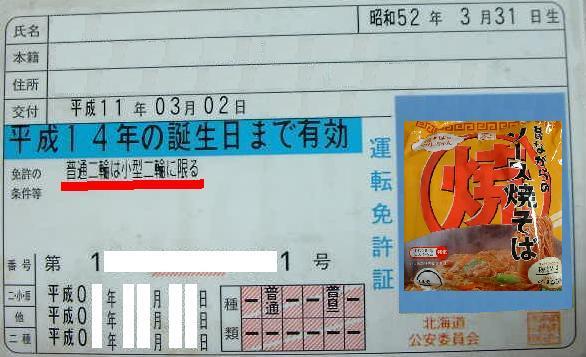 氏名
昭和52年 3月31日生
本籍
住所
交付 平成11年03月02日
平成14年の誕生日まで有効
免許の
条件等
普通二輪は小型二輪に限る
運転免許証
焼
ソース焼そば
番号 第 1 1 号
二・小・原 平成0 年 月 日
他 平成0 年 月 日
二種 平成0 年 月 日
種類
普通
普自二
北海道
公安委員会